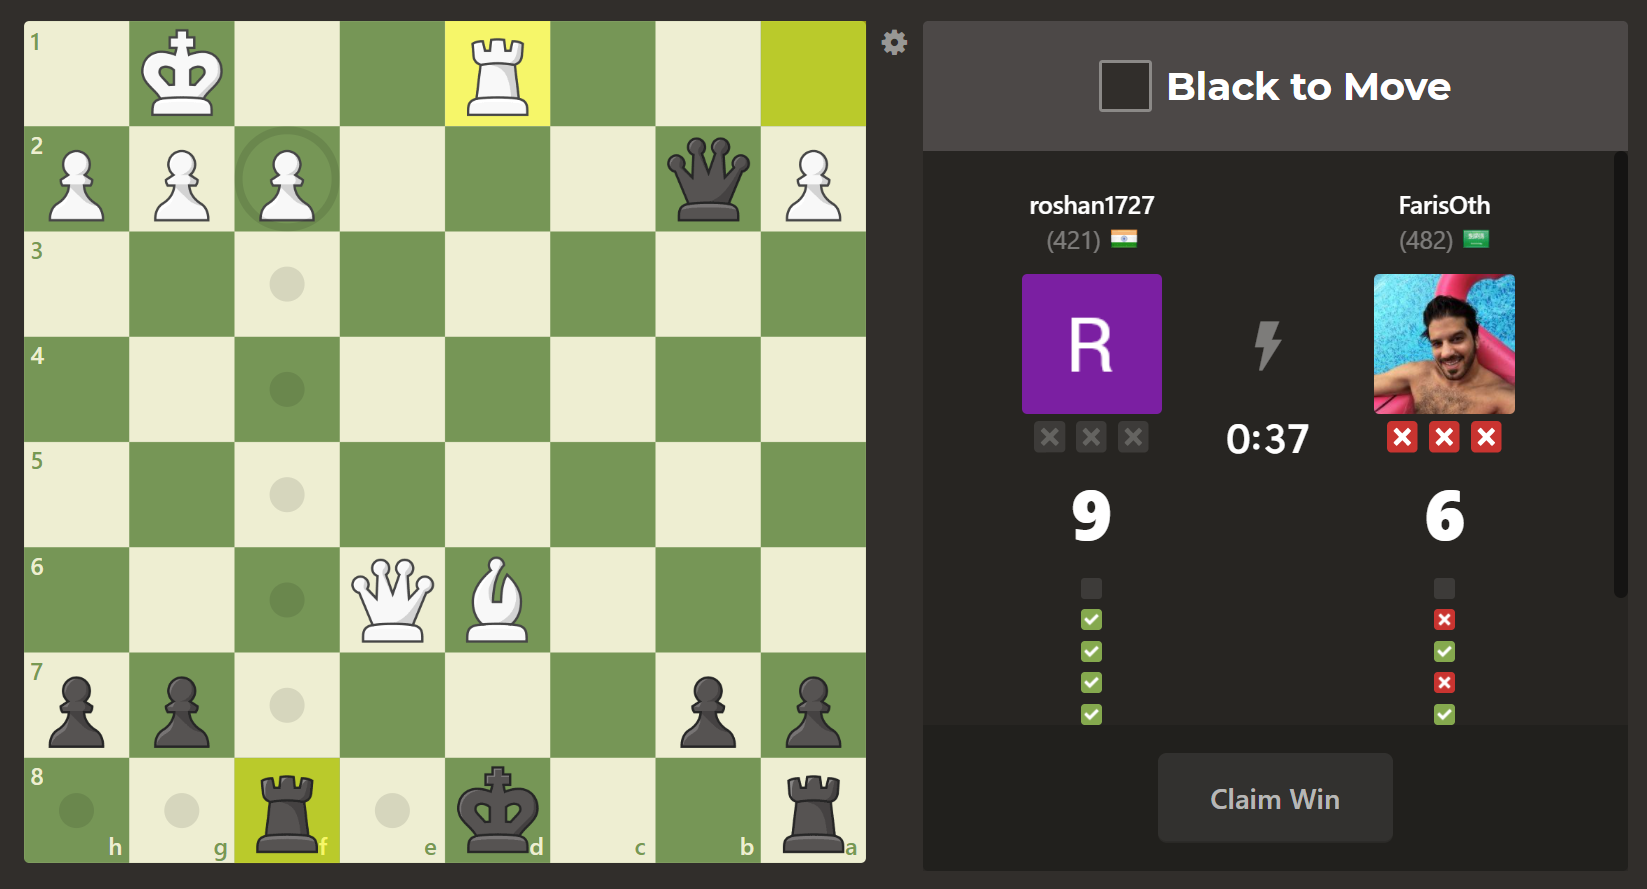 1
2
3
4
5
6
7
8
h
g
f
e
d
c
b
a
Black to Move
roshan1727
(421)
FarisOth
(482)
R
0:37
9
6
Claim Win